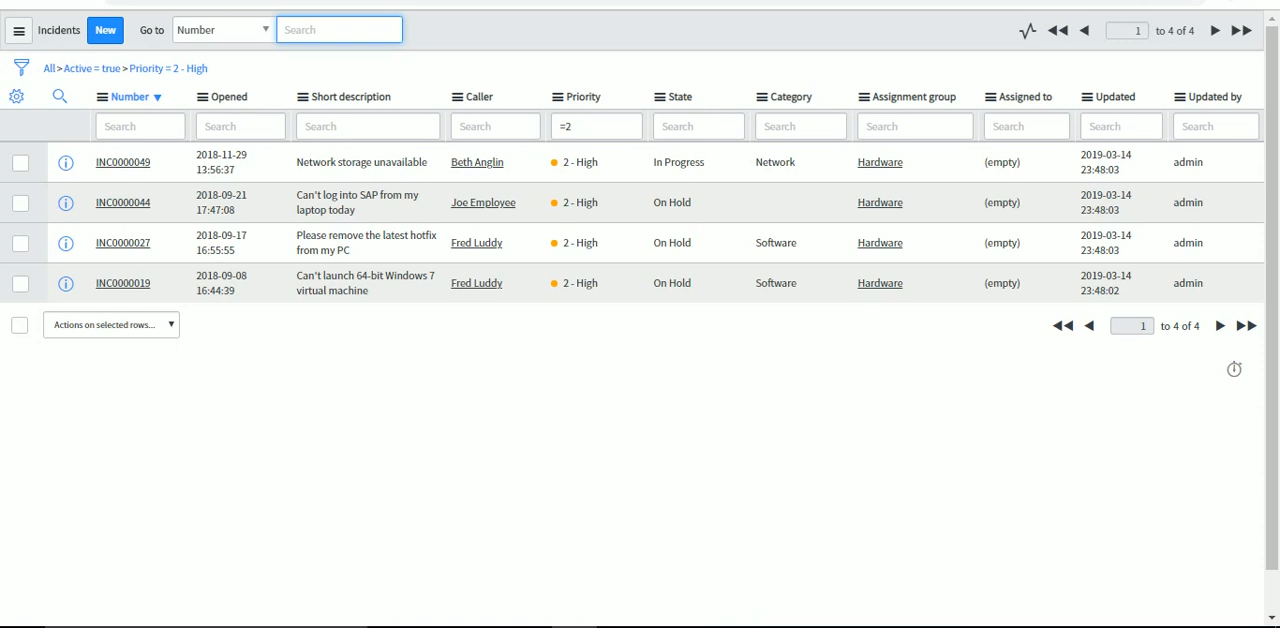 Incidents New Go to Number Search 1 to 4 of 4
All > Active = true > Priority = 2 - High
Number Opened Short description Caller Priority State Category Assignment group Assigned to Updated Updated by
Search Search Search Search =2 Search Search Search Search Search Search
INC0000049 2018-11-29 13:56:37 Network storage unavailable Beth Anglin 2 - High In Progress Network Hardware (empty) 2019-03-14 23:48:03 admin
INC0000044 2018-09-21 17:47:08 Can't log into SAP from my laptop today Joe Employee 2 - High On Hold Hardware (empty) 2019-03-14 23:48:03 admin
INC0000027 2018-09-17 16:55:55 Please remove the latest hotfix from my PC Fred Luddy 2 - High On Hold Software Hardware (empty) 2019-03-14 23:48:03 admin
INC0000019 2018-09-08 16:44:39 Can't launch 64-bit Windows 7 virtual machine Fred Luddy 2 - High On Hold Software Hardware (empty) 2019-03-14 23:48:02 admin
Actions on selected rows... 1 to 4 of 4